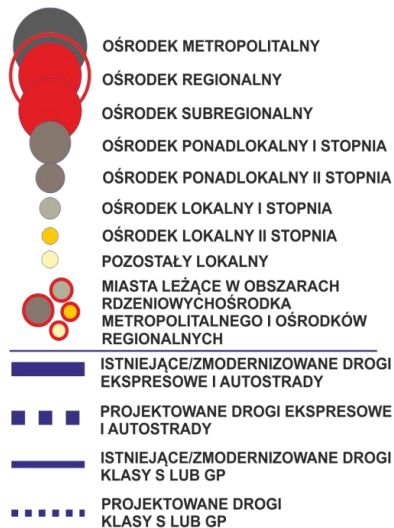 OŚRODEK METROPOLITALNY
OŚRODEK REGIONALNY
OŚRODEK SUBREGIONALNY
OŚRODEK PONADLOKALNY I STOPNIA
OŚRODEK PONADLOKALNY II STOPNIA
OŚRODEK LOKALNY I STOPNIA
OŚRODEK LOKALNY II STOPNIA
POZOSTAŁY LOKALNY
MIASTA LEŻĄCE W OBSZARACH
RDZENIOWYCHOŚRODKA
METROPOLITALNEGO I OŚRODKÓW
REGIONALNYCH
ISTNIEJĄCE/ZMODERNIZOWANE DROGI
EKSPRESOWE I AUTOSTRADY
PROJEKTOWANE DROGI EKSPRESOWE
I AUTOSTRADY
ISTNIEJĄCE/ZMODERNIZOWANE DROGI
KLASY S LUB GP
PROJEKTOWANE DROGI
KLASY S LUB GP